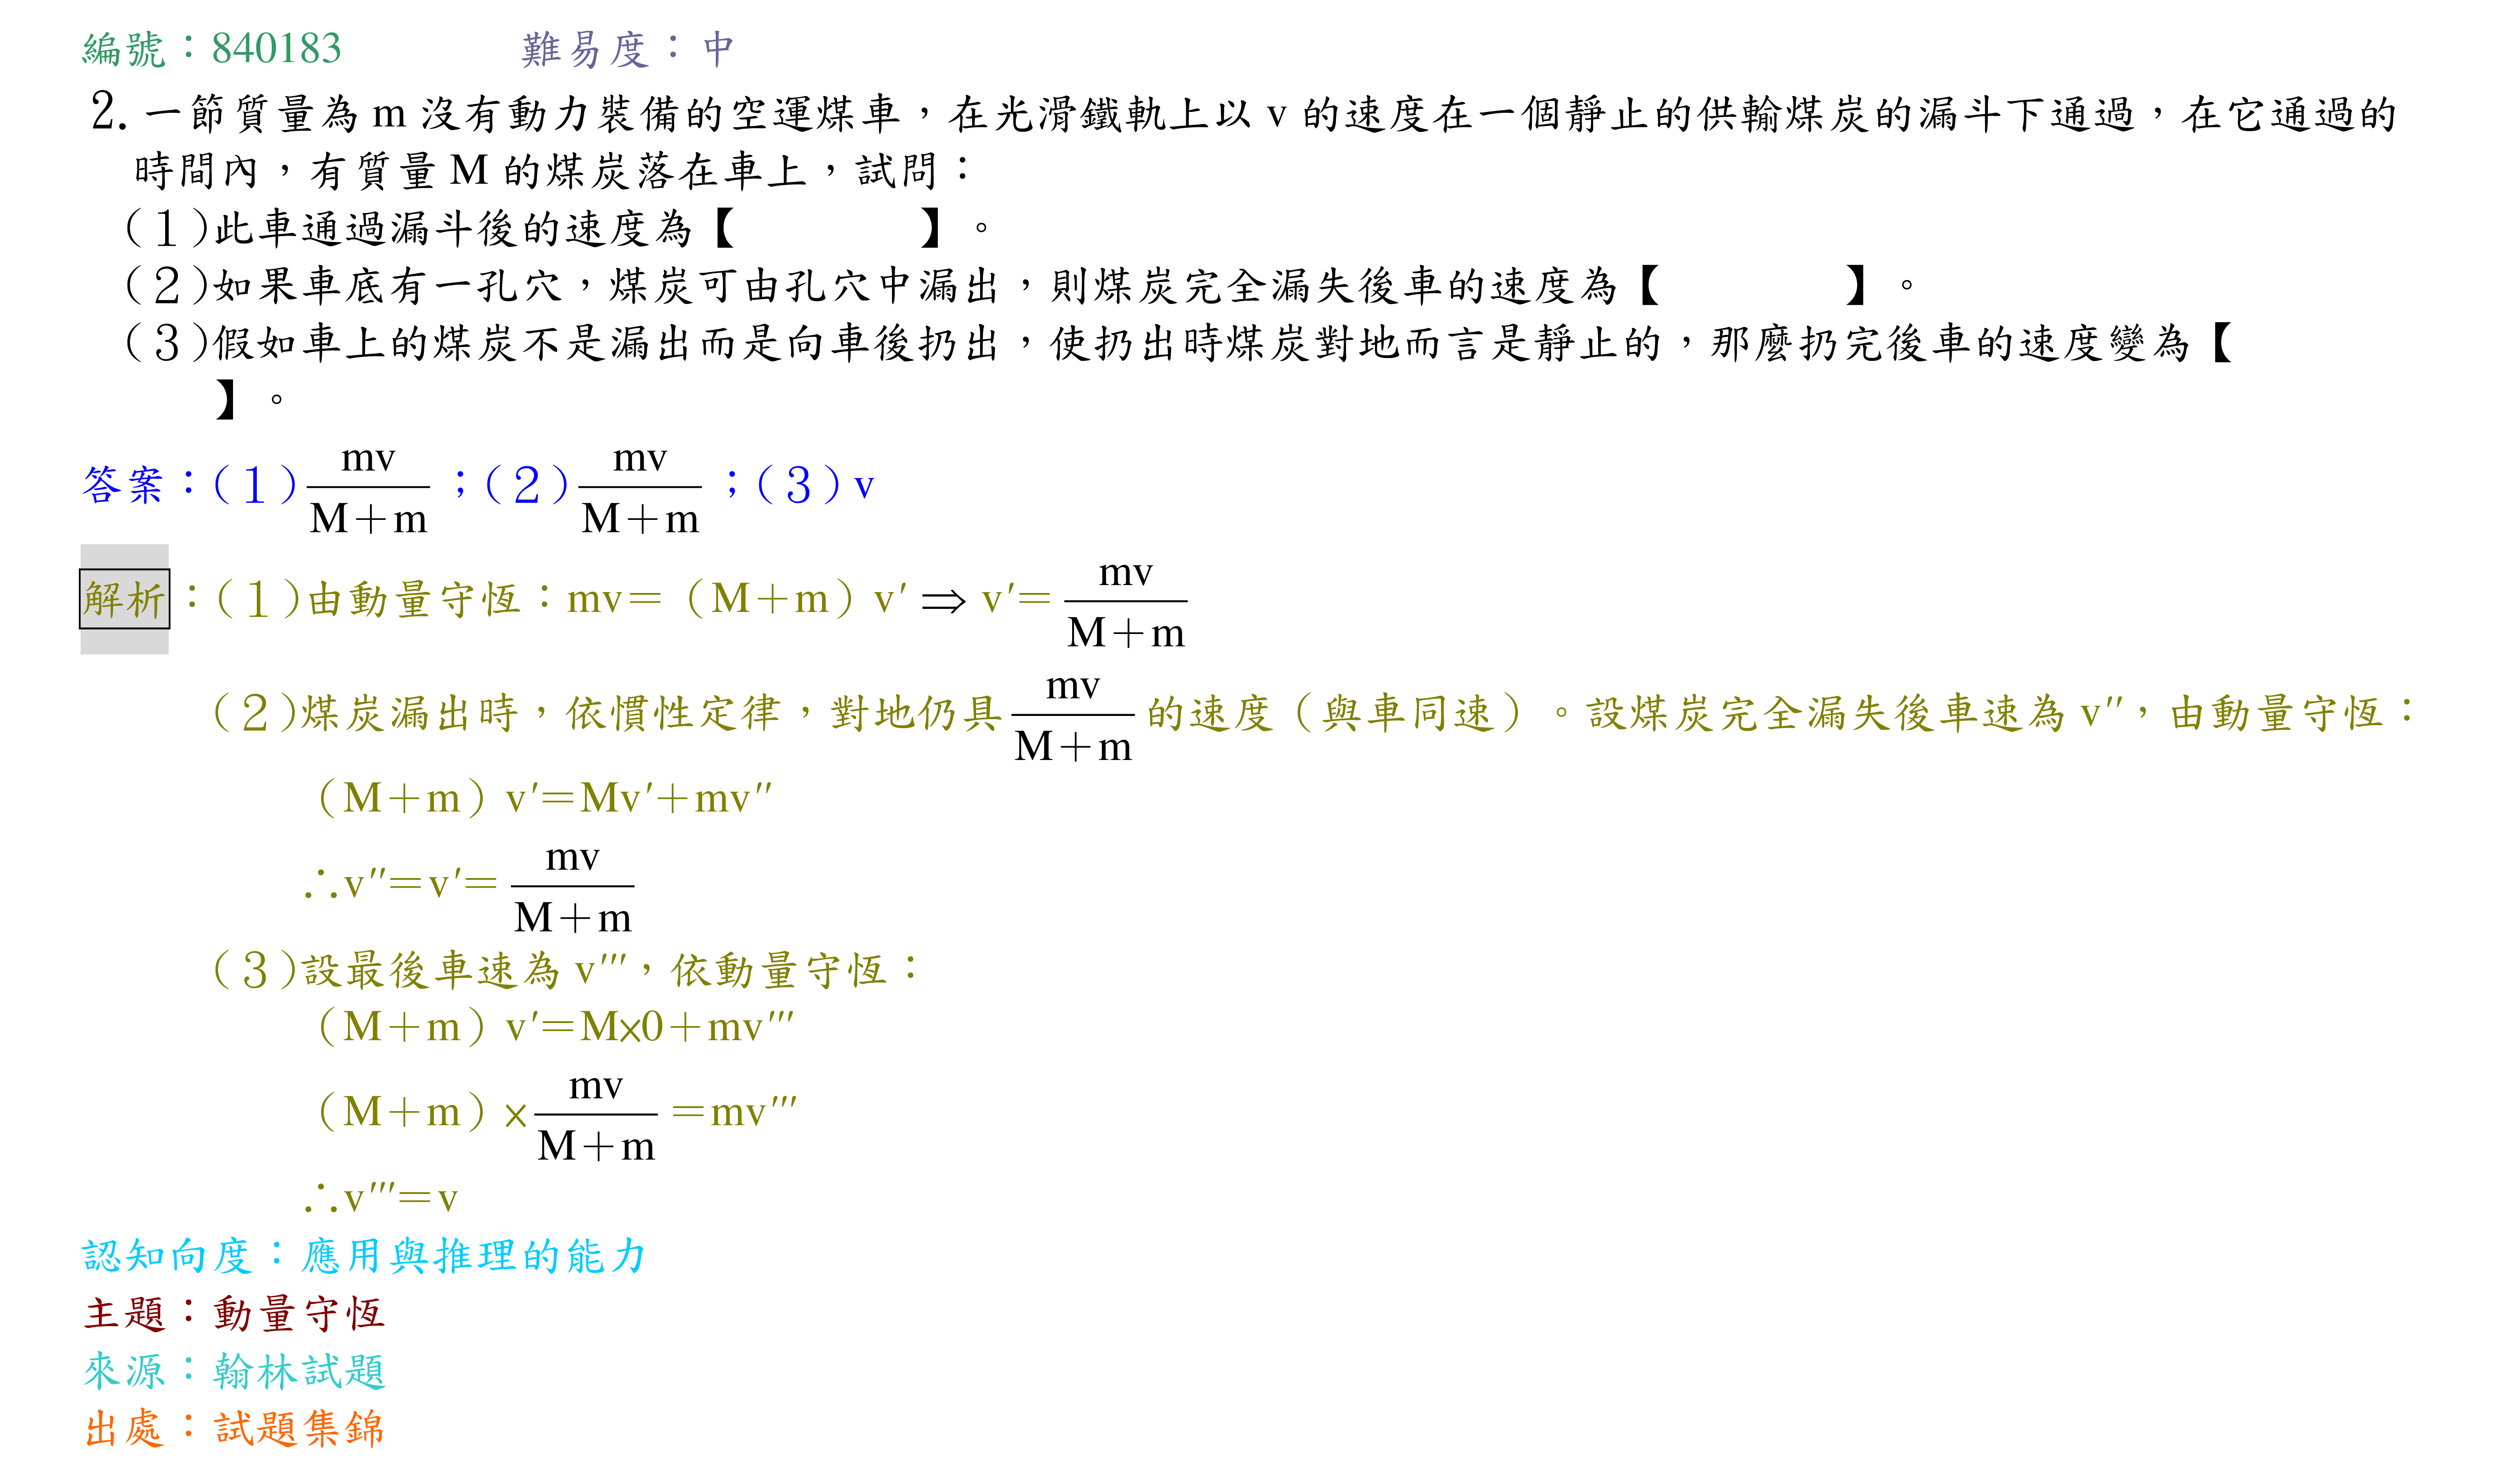 編號：840183　　　　難易度：中
2. 一節質量為 m 沒有動力裝備的空運煤車，在光滑鐵軌上以 v 的速度在一個靜止的供輸煤炭的漏斗下通過，在它通過的
時間內，有質量 M 的煤炭落在車上，試問：
(１)此車通過漏斗後的速度為【　　　　】。
(２)如果車底有一孔穴，煤炭可由孔穴中漏出，則煤炭完全漏失後車的速度為【　　　　】。
(３)假如車上的煤炭不是漏出而是向車後扔出，使扔出時煤炭對地而言是靜止的，那麼扔完後車的速度變為【
】。
答案：(１) mv/(M＋m) ；(２) mv/(M＋m) ；(３) v
解析：(１)由動量守恆：mv＝（M＋m）v′ ⇒ v′＝ mv/(M＋m)
(２)煤炭漏出時，依慣性定律，對地仍具 mv/(M＋m) 的速度（與車同速）。設煤炭完全漏失後車速為 v″，由動量守恆：
（M＋m）v′＝Mv′＋mv″
∴v″＝v′＝ mv/(M＋m)
(３)設最後車速為 v‴，依動量守恆：
（M＋m）v′＝M×0＋mv‴
（M＋m）× mv/(M＋m) ＝mv‴
∴v‴＝v
認知向度：應用與推理的能力
主題：動量守恆
來源：翰林試題
出處：試題集錦